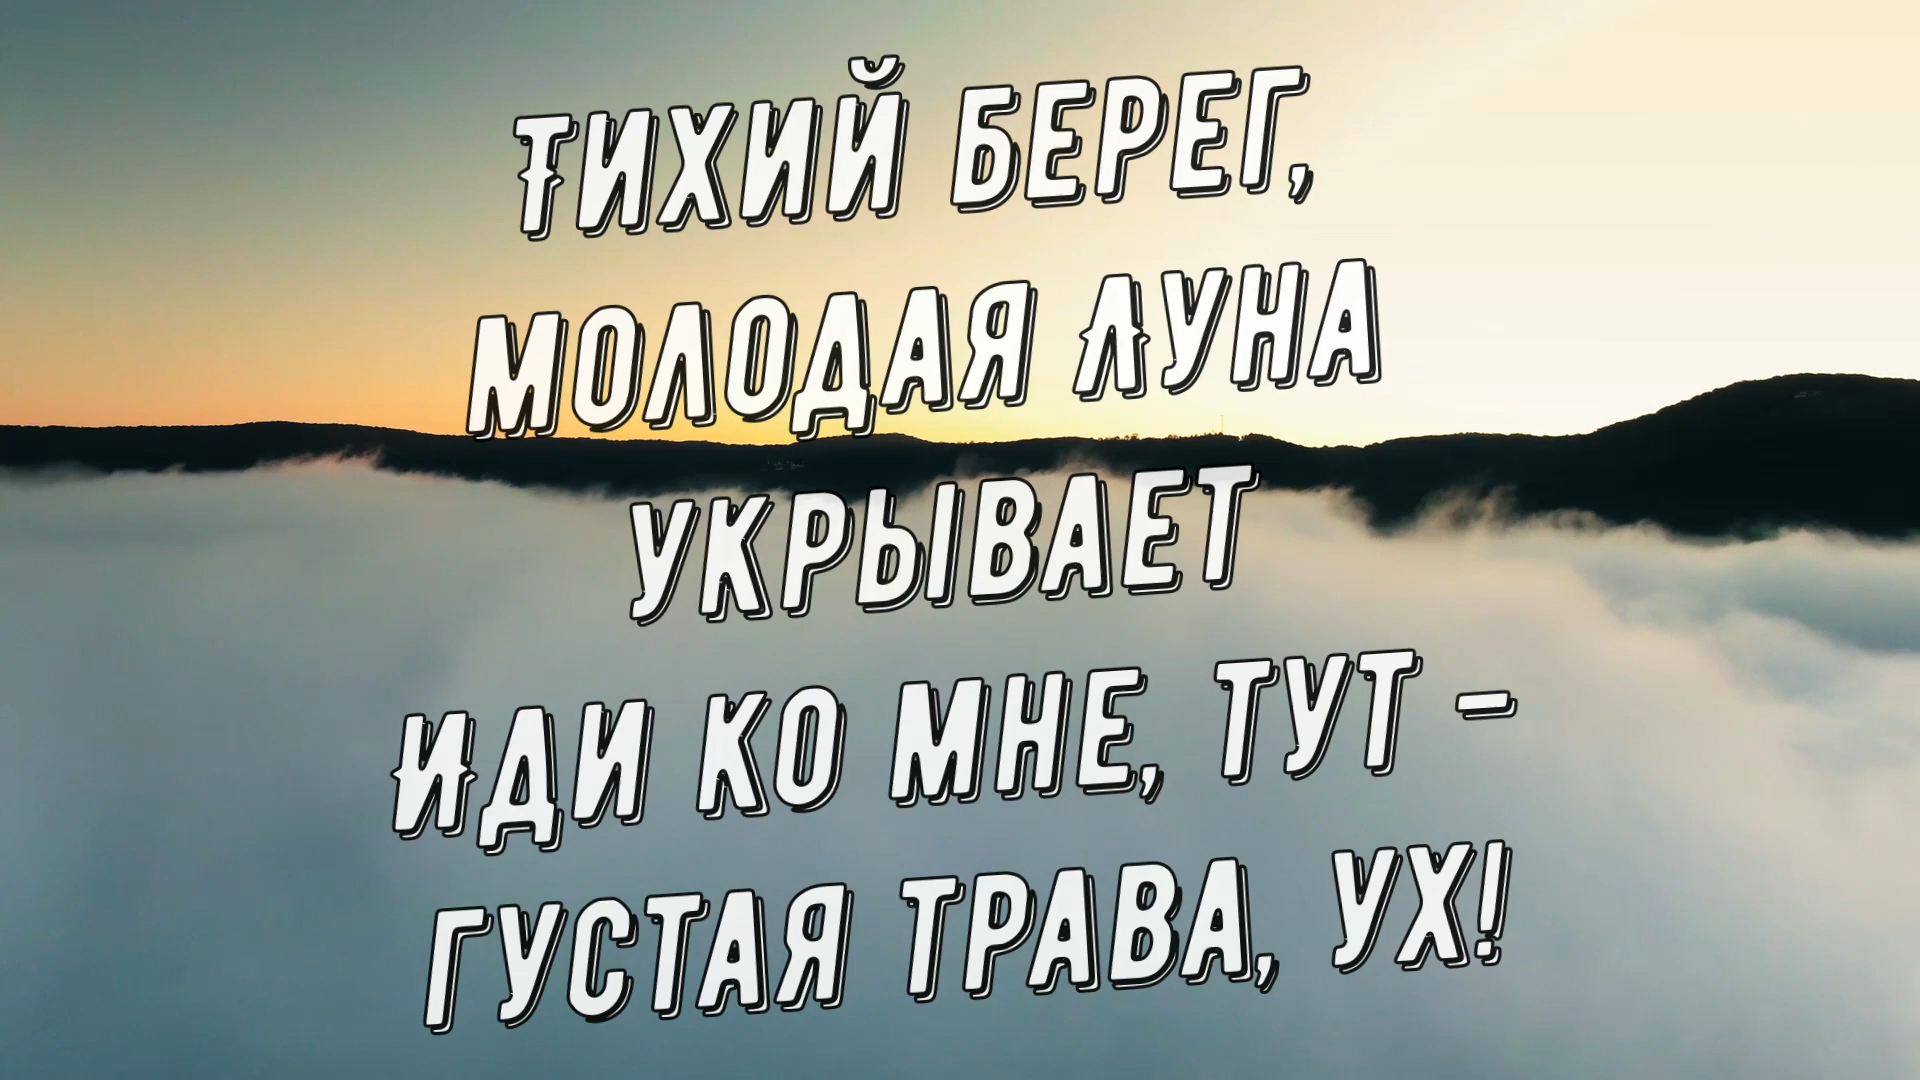 Тихий берег,
молодая Луна
укрывает
Иди ко мне, тут -
густая трава, ух!